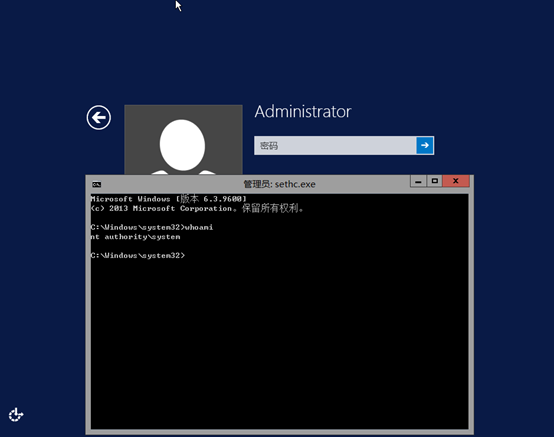 Administrator
密码
管理员: sethc.exe
Microsoft Windows [版本 6.3.9600]
(c) 2013 Microsoft Corporation。保留所有权利。
C:\Windows\system32>whoami
nt authority\system
C:\Windows\system32>